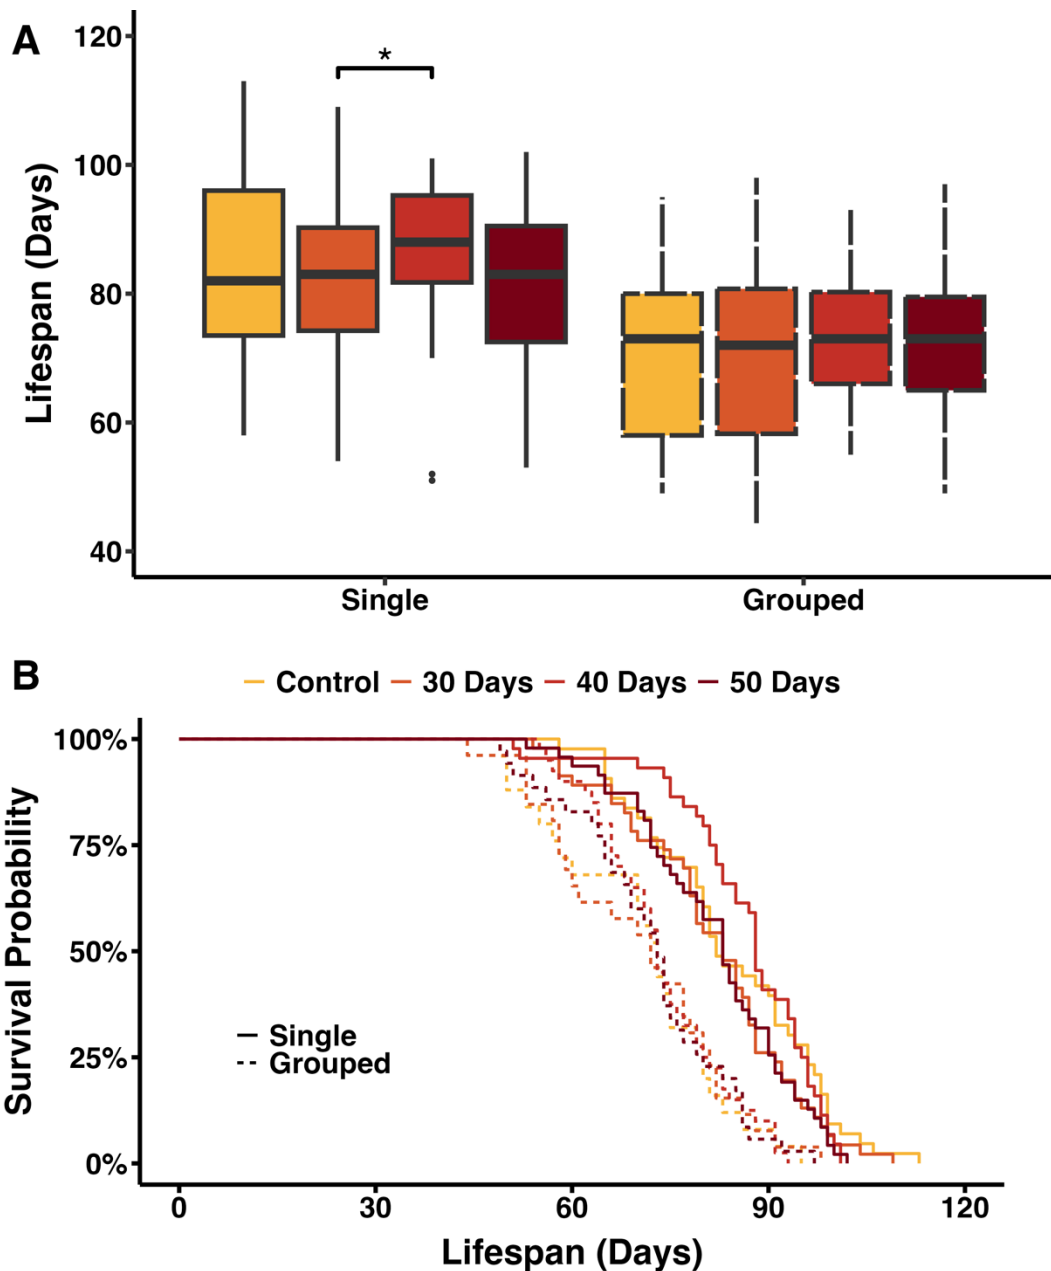 A
120
100
80
60
40
Lifespan (Days)
*
Single Grouped
B
Control 30 Days 40 Days 50 Days
100%
75%
50%
25%
0%
Survival Probability
Single
Grouped
0 30 60 90 120
Lifespan (Days)